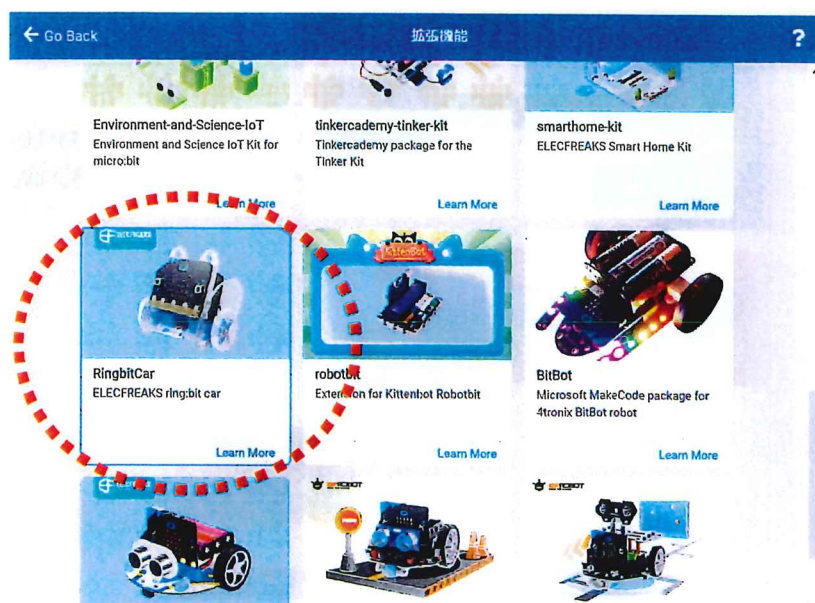 ← Go Back
拡張機能
?
Environment-and-Science-IoT
Environment and Science IoT Kit for
micro:bit
Learn More
tinkercademy-tinker-kit
Tinkercademy package for the
Tinker Kit
Learn More
smarthome-kit
ELECFREAKS Smart Home Kit
Learn More
RingbitCar
ELECFREAKS ring:bit car
Learn More
KittenBot
robotbit
Extension for Kittenbot Robotbit
Learn More
BitBot
Microsoft MakeCode package for
4tronix BitBot robot
Learn More